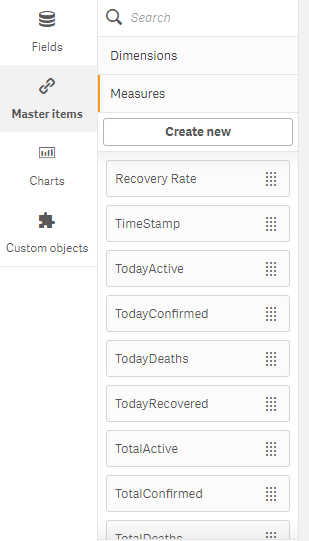 Fields
Master items
Charts
Custom objects
Search
Dimensions
Measures
Create new
Recovery Rate
TimeStamp
TodayActive
TodayConfirmed
TodayDeaths
TodayRecovered
TotalActive
TotalConfirmed
TotalDeaths